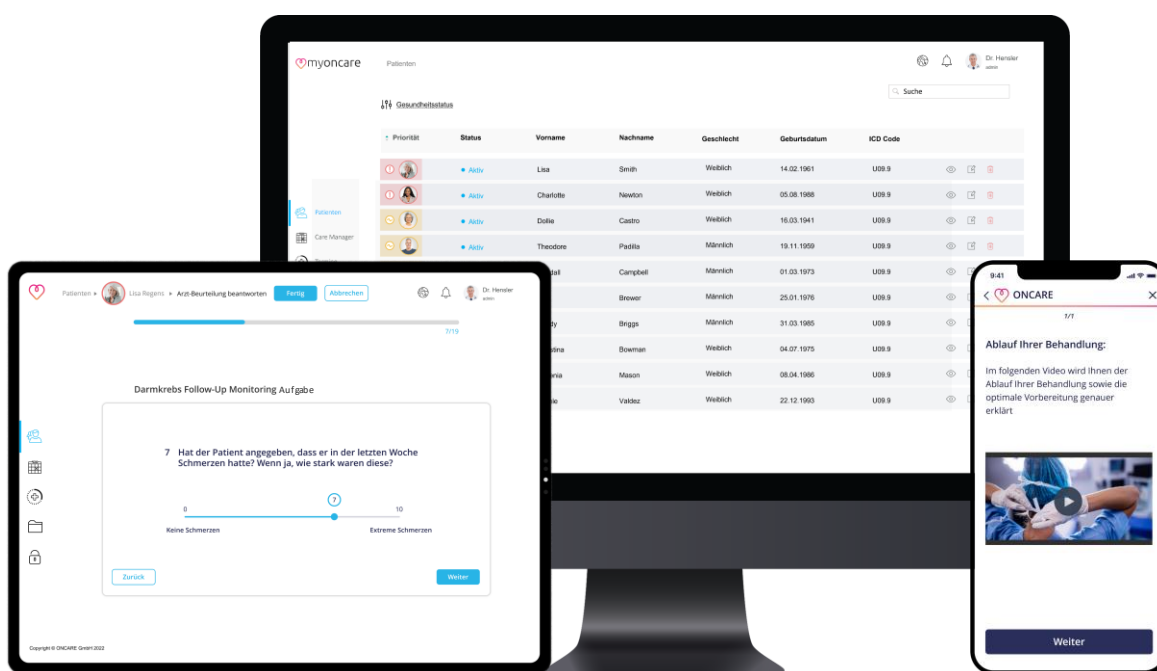 myoncare
Patienten
Dr. Hensler
admin
Suche
Gesundheitsstatus
Priorität Status Vorname Nachname Geschlecht Geburtsdatum ICD Code
Aktiv Lisa Smith Weiblich 14.02.1961 U09.9
Aktiv Charlotte Newton Weiblich 05.08.1988 U09.9
Aktiv Dollie Castro Weiblich 16.03.1941 U09.9
Aktiv Theodore Padilla Männlich 19.11.1959 U09.9
Campbell Männlich 01.03.1973 U09.9
Brewer Männlich 25.01.1976 U09.9
Briggs Männlich 31.03.1985 U09.9
Bowman Weiblich 04.07.1975 U09.9
Mason Weiblich 08.04.1986 U09.9
Valdez Weiblich 22.12.1993 U09.9
Patienten
Care Manager
Patienten
Lisa Regens
Arzt-Beurteilung beantworten
Fertig
Abbrechen
Dr. Hensler
admin
7/19
Darmkrebs Follow-Up Monitoring Aufgabe
7 Hat der Patient angegeben, dass er in der letzten Woche
Schmerzen hatte? Wenn ja, wie stark waren diese?
7
0 10
Keine Schmerzen Extreme Schmerzen
Zurück
Weiter
Copyright © ONCARE GmbH 2022
9:41
ONCARE
7/7
Ablauf Ihrer Behandlung:
Im folgenden Video wird Ihnen der
Ablauf Ihrer Behandlung sowie die
optimale Vorbereitung genauer
erklärt
Weiter